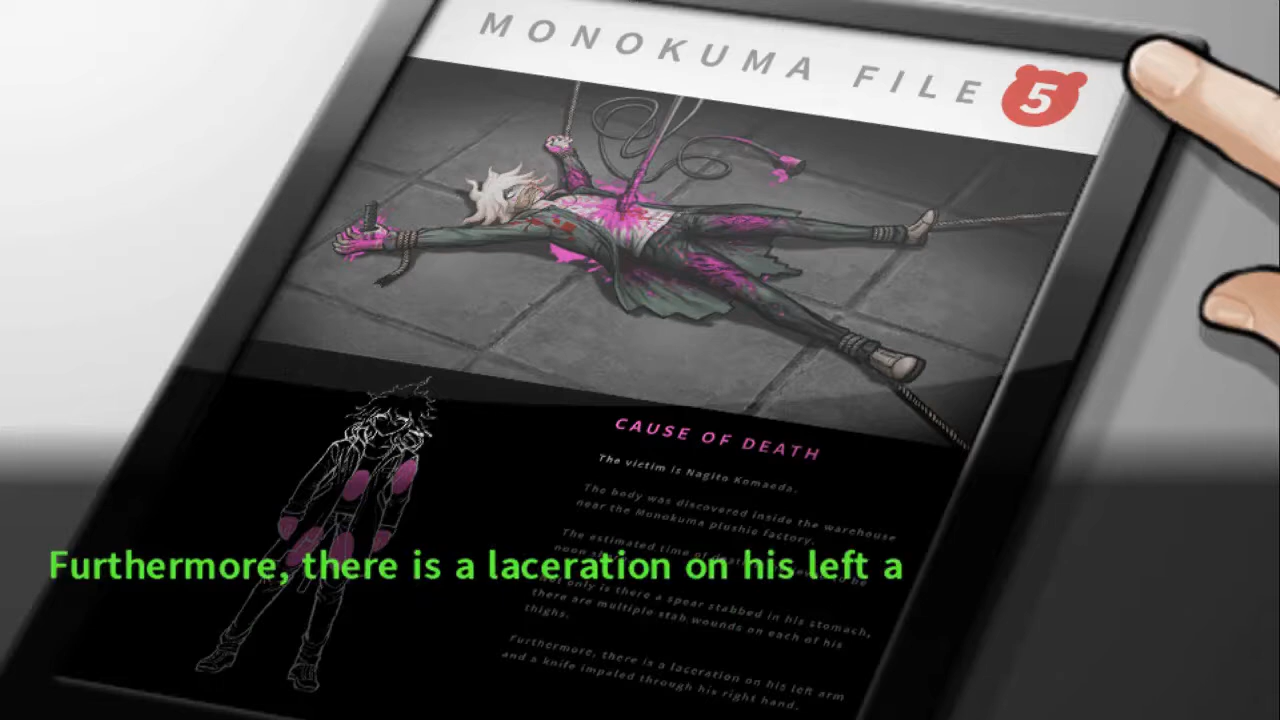 MONOKUMA FILE 5
CAUSE OF DEATH
The victim is Nagito Komaeda.
The body was discovered inside the warehouse
near the Monokuma plushie factory.
The estimated time of death
noon
Furthermore, there is a laceration on his left a
Not only is there a spear stabbed in his stomach,
there are multiple stab wounds on each of his
thighs.
Furthermore, there is a laceration on his left arm
and a knife impaled through his right hand.